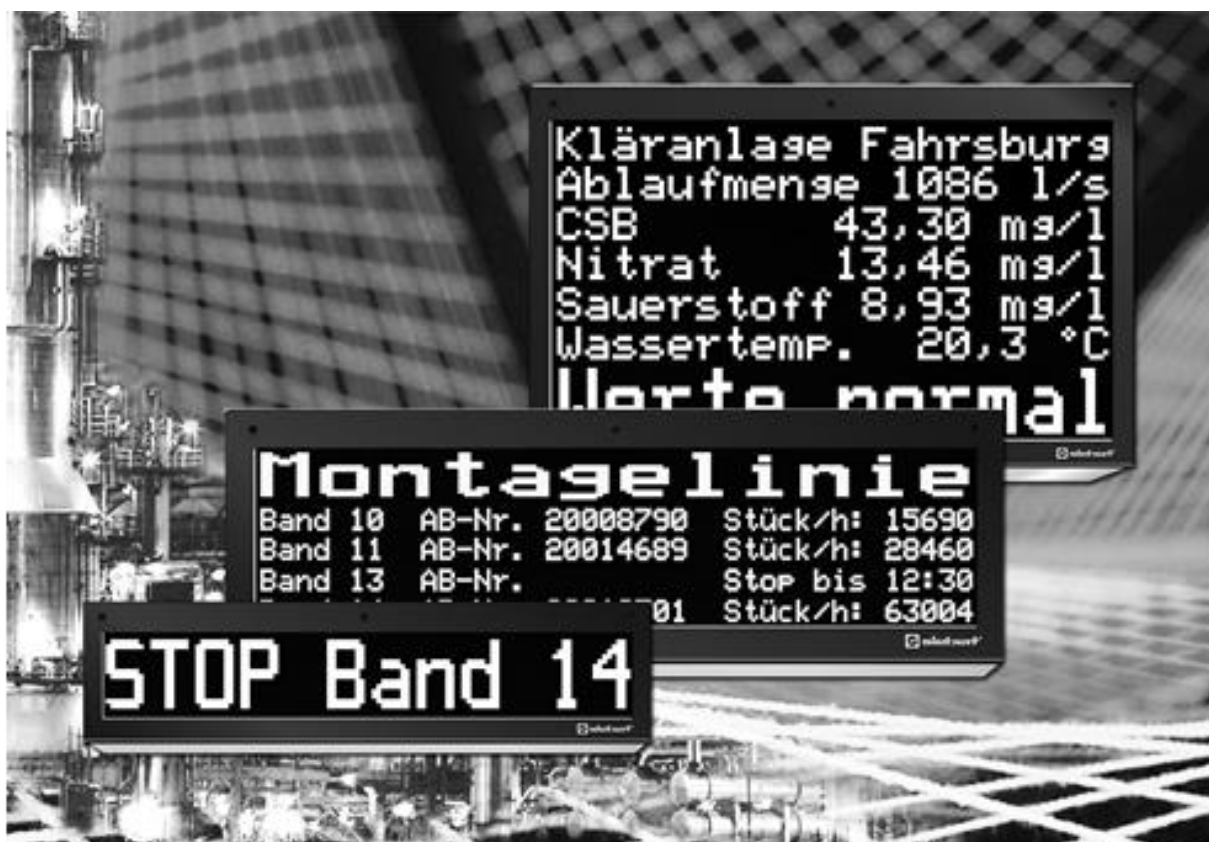 Kläranlage Fahrsburg
Ablaufmenge 1086 l/s
CSB 43,30 mg/l
Nitrat 13,46 mg/l
Sauerstoff 8,93 mg/l
Wassertemp. 20,3 °C
Werte normal
Montagelinie
Band 10 AB-Nr. 20008790 Stück/h: 15690
Band 11 AB-Nr. 20014689 Stück/h: 28460
Band 13 AB-Nr. Stop bis 12:30
Stück/h: 63004
STOP Band 14